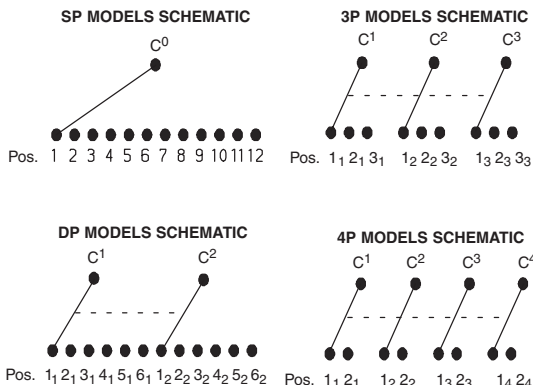 SP MODELS SCHEMATIC
C⁰
Pos. 1 2 3 4 5 6 7 8 9 10 11 12
3P MODELS SCHEMATIC
C¹ C² C³
Pos. 1₁ 2₁ 3₁ 1₂ 2₂ 3₂ 1₃ 2₃ 3₃
DP MODELS SCHEMATIC
C¹ C²
Pos. 1₁ 2₁ 3₁ 4₁ 5₁ 6₁ 1₂ 2₂ 3₂ 4₂ 5₂ 6₂
4P MODELS SCHEMATIC
C¹ C² C³ C⁴
Pos. 1₁ 2₁ 1₂ 2₂ 1₃ 2₃ 1₄ 2₄